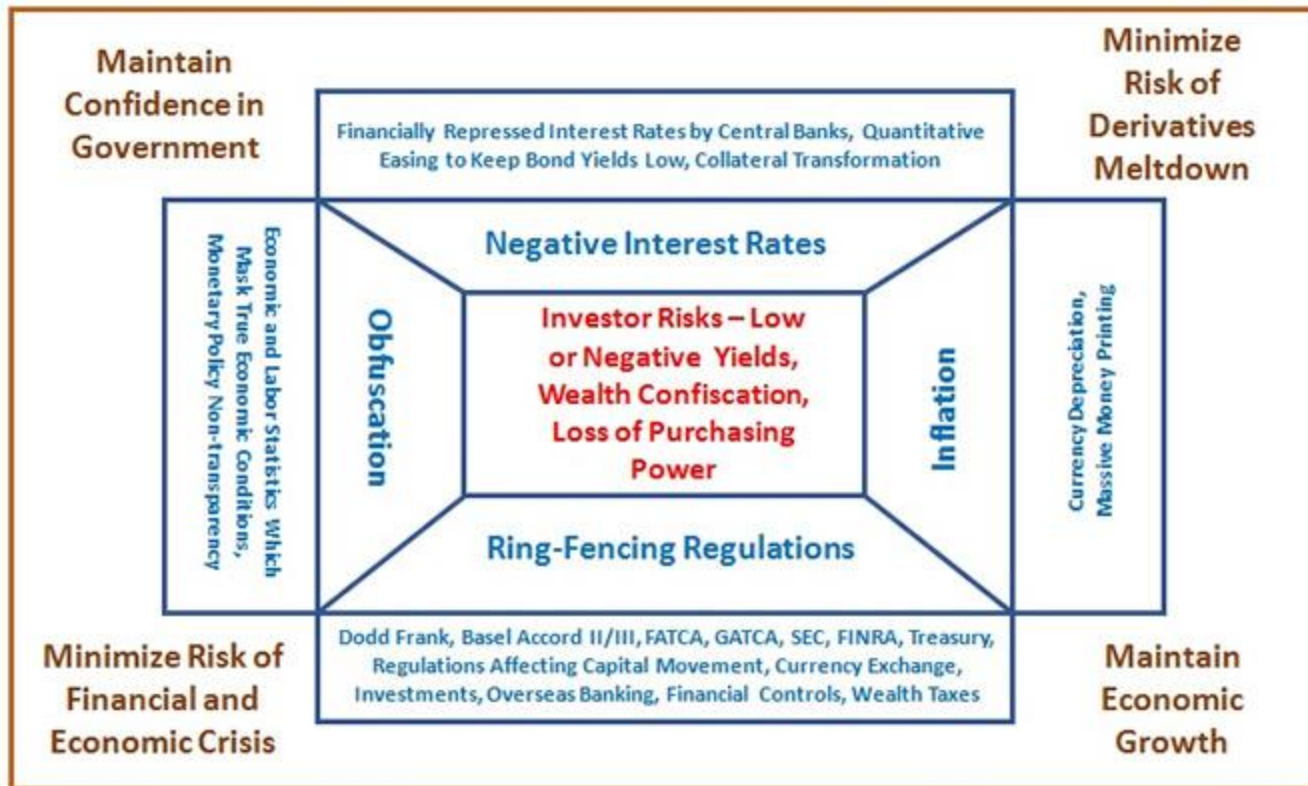 Maintain
Confidence in
Government
Minimize
Risk of
Derivatives
Meltdown
Financially Repressed Interest Rates by Central Banks, Quantitative
Easing to Keep Bond Yields Low, Collateral Transformation
Negative Interest Rates
Economic and Labor Statistics Which
Mask True Economic Conditions,
Monetary Policy Non-transparency
Obfuscation
Investor Risks – Low
or Negative Yields,
Wealth Confiscation,
Loss of Purchasing
Power
Inflation
Currency Depreciation,
Massive Money Printing
Ring-Fencing Regulations
Dodd Frank, Basel Accord II/III, FATCA, GATCA, SEC, FINRA, Treasury,
Regulations Affecting Capital Movement, Currency Exchange,
Investments, Overseas Banking, Financial Controls, Wealth Taxes
Minimize Risk of
Financial and
Economic Crisis
Maintain
Economic
Growth